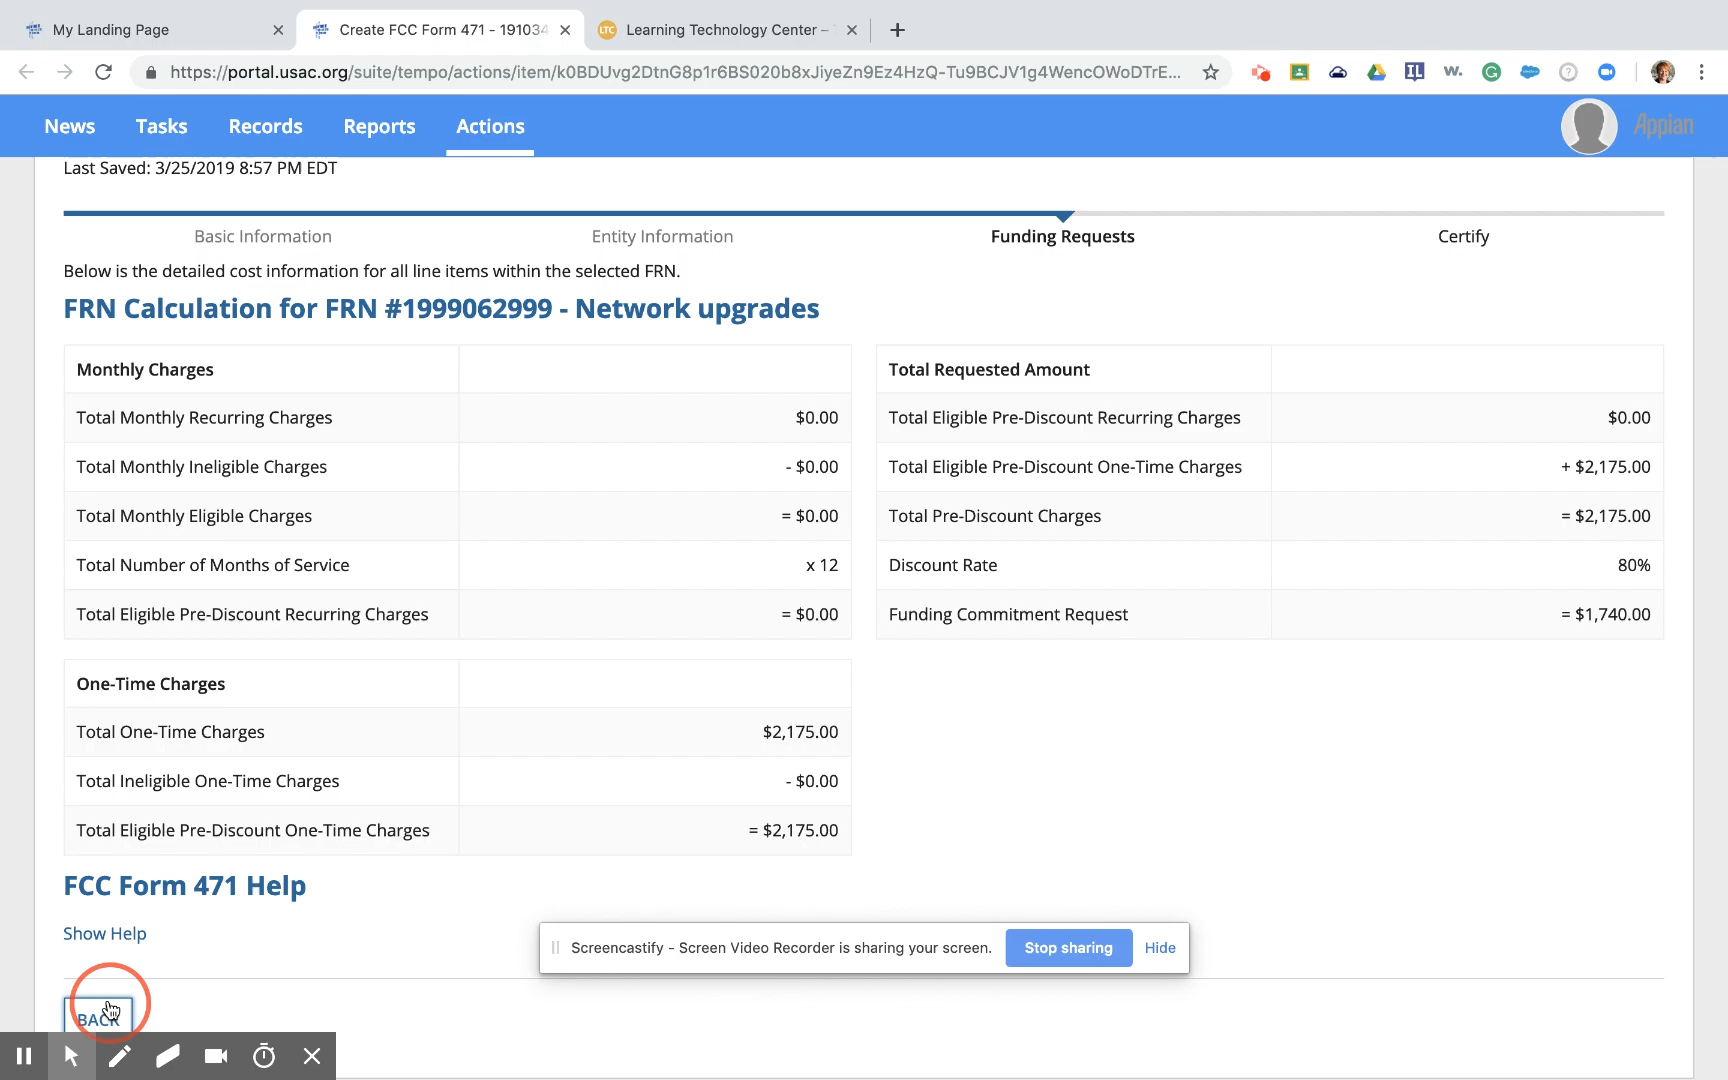 My Landing Page
Create FCC Form 471 - 191034
LTC Learning Technology Center –
https://portal.usac.org/suite/tempo/actions/item/k0BDUvg2DtnG8p1r6BS020b8xJiyeZn9Ez4HzQ-Tu9BCJV1g4WencOWoDTrE...
IL w. G
News Tasks Records Reports Actions
Appian
Last Saved: 3/25/2019 8:57 PM EDT
Basic Information Entity Information Funding Requests Certify
Below is the detailed cost information for all line items within the selected FRN.
FRN Calculation for FRN #1999062999 - Network upgrades
Monthly Charges
Total Monthly Recurring Charges $0.00
Total Monthly Ineligible Charges - $0.00
Total Monthly Eligible Charges = $0.00
Total Number of Months of Service x 12
Total Eligible Pre-Discount Recurring Charges = $0.00
Total Requested Amount
Total Eligible Pre-Discount Recurring Charges $0.00
Total Eligible Pre-Discount One-Time Charges + $2,175.00
Total Pre-Discount Charges = $2,175.00
Discount Rate 80%
Funding Commitment Request = $1,740.00
One-Time Charges
Total One-Time Charges $2,175.00
Total Ineligible One-Time Charges - $0.00
Total Eligible Pre-Discount One-Time Charges = $2,175.00
FCC Form 471 Help
Show Help
Screencastify - Screen Video Recorder is sharing your screen. Stop sharing Hide
BACK